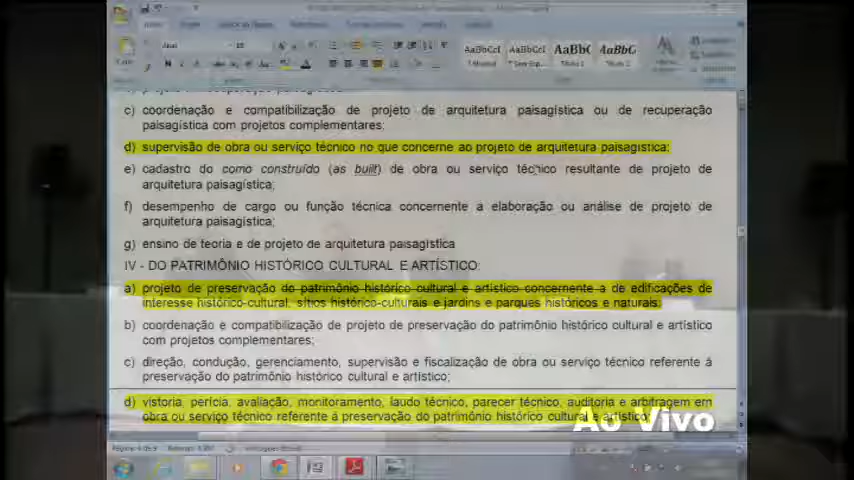 AaBbCcI AaBbCcI AaBbC AaBbC
c) coordenação e compatibilização de projeto de arquitetura paisagística ou de recuperação
paisagística com projetos complementares;
d) supervisão de obra ou serviço técnico no que concerne ao projeto de arquitetura paisagística;
e) cadastro do como construído (as built) de obra ou serviço técnico resultante de projeto de
arquitetura paisagística;
f) desempenho de cargo ou função técnica concernente a elaboração ou análise de projeto de
arquitetura paisagística;
g) ensino de teoria e de projeto de arquitetura paisagística
IV - DO PATRIMÔNIO HISTÓRICO CULTURAL E ARTÍSTICO:
a) projeto de preservação do patrimônio histórico cultural e artístico concernente a de edificações de
interesse histórico-cultural, sítios histórico-culturais e jardins e parques históricos e naturais.
b) coordenação e compatibilização de projeto de preservação do patrimônio histórico cultural e artístico
com projetos complementares;
c) direção, condução, gerenciamento, supervisão e fiscalização de obra ou serviço técnico referente á
preservação do patrimônio histórico cultural e artístico;
d) vistoria, perícia, avaliação, monitoramento, laudo técnico, parecer técnico, auditoria e arbitragem em
obra ou serviço técnico referente á preservação do patrimônio histórico cultural e artístico;
Ao Vivo